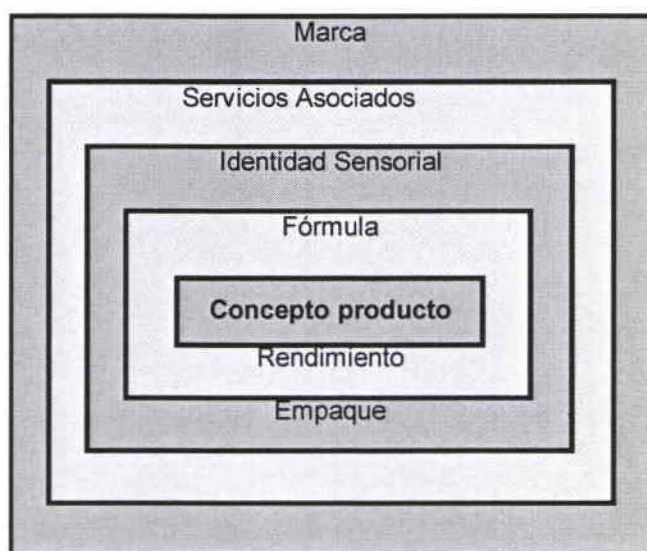 Marca
Servicios Asociados
Identidad Sensorial
Fórmula
Concepto producto
Rendimiento
Empaque